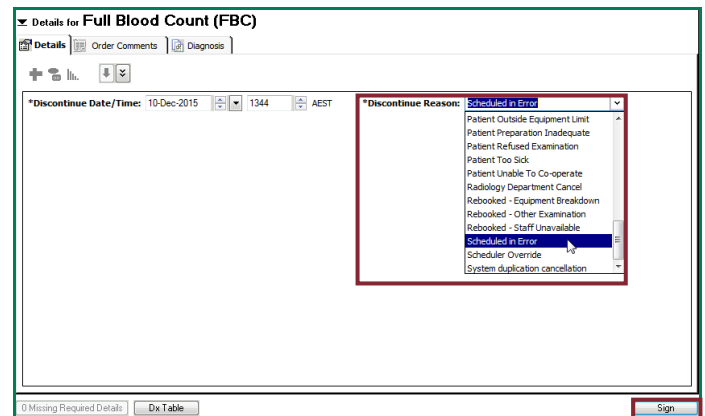 Details for Full Blood Count (FBC)
Details Order Comments Diagnosis
*Discontinue Date/Time: 10-Dec-2015 1344 AEST *Discontinue Reason: Scheduled in Error
Patient Outside Equipment Limit
Patient Preparation Inadequate
Patient Refused Examination
Patient Too Sick
Patient Unable To Co-operate
Radiology Department Cancel
Rebooked - Equipment Breakdown
Rebooked - Other Examination
Rebooked - Staff Unavailable
Scheduled in Error
Scheduler Override
System duplication cancellation
0 Missing Required Details Dx Table Sign